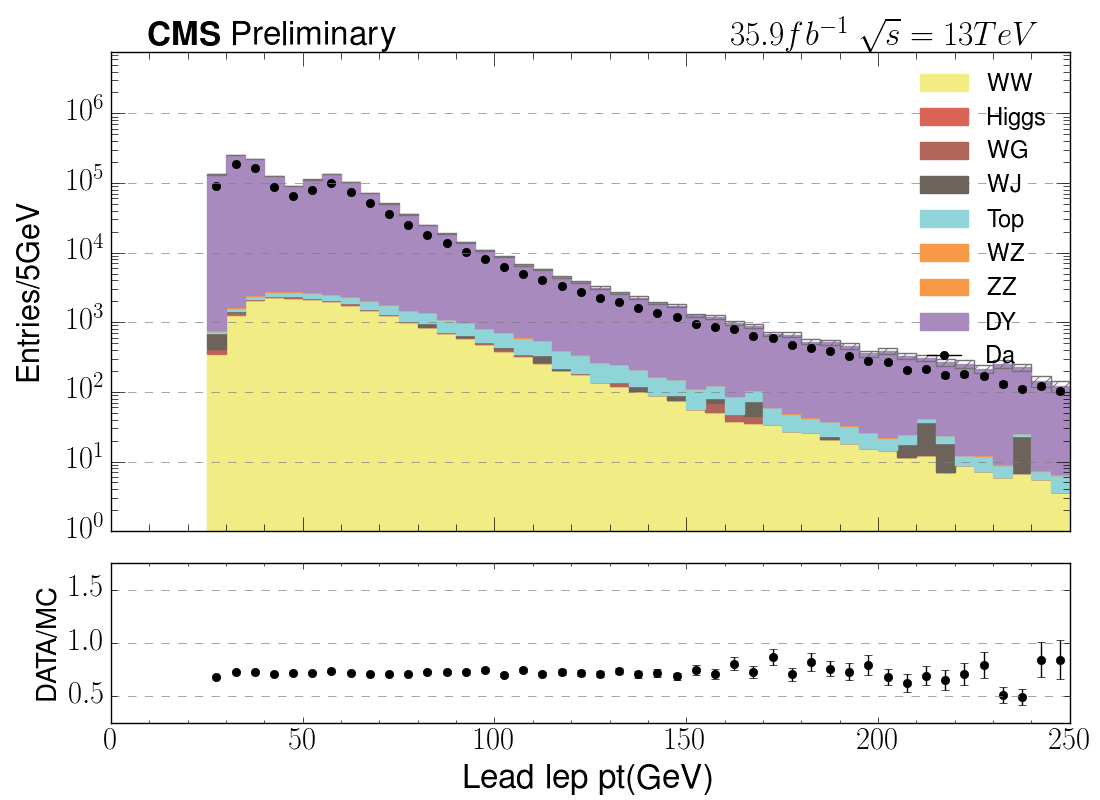 CMS Preliminary 35.9fb⁻¹ √s = 13TeV
WW
Higgs
WG
WJ
Top
WZ
ZZ
DY
Da
Entries/5GeV
10⁶
10⁵
10⁴
10³
10²
10¹
10⁰
DATA/MC
1.5
1.0
0.5
0 50 100 150 200 250
Lead lep pt(GeV)